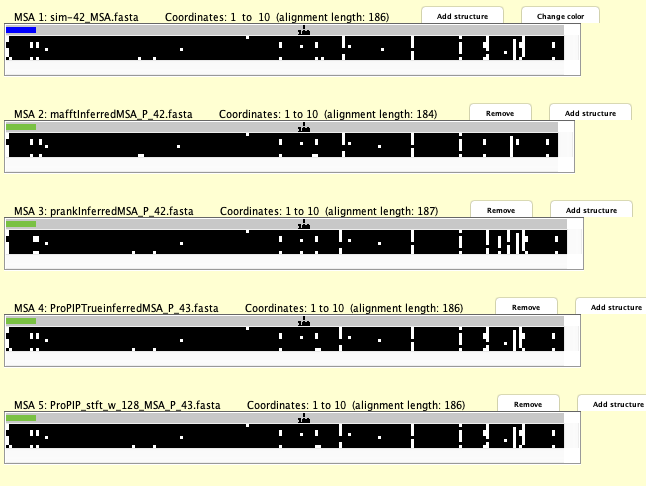 MSA 1: sim-42_MSA.fasta Coordinates: 1 to 10 (alignment length: 186) Add structure Change color
100
MSA 2: mafftInferredMSA_P_42.fasta Coordinates: 1 to 10 (alignment length: 184) Remove Add structure
100
MSA 3: prankInferredMSA_P_42.fasta Coordinates: 1 to 10 (alignment length: 187) Remove Add structure
100
MSA 4: ProPIPTrueinferredMSA_P_43.fasta Coordinates: 1 to 10 (alignment length: 186) Remove Add structure
100
MSA 5: ProPIP_stft_w_128_MSA_P_43.fasta Coordinates: 1 to 10 (alignment length: 186) Remove Add structure
100